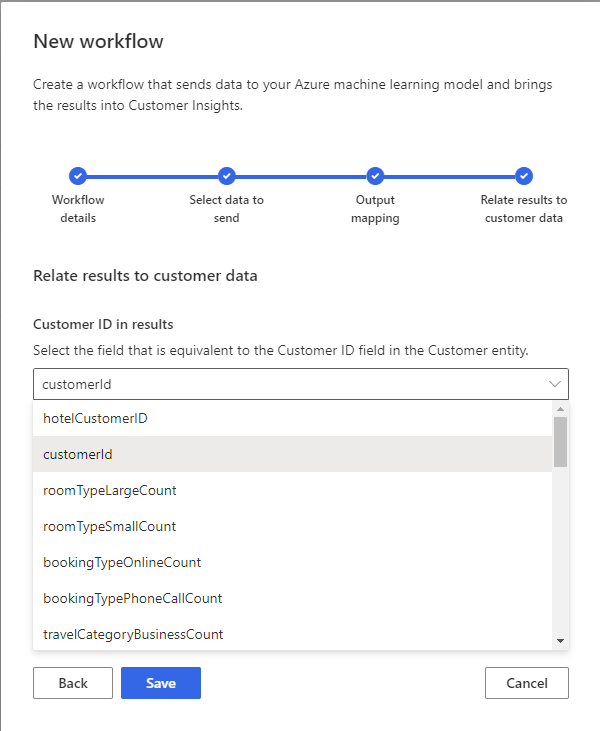 New workflow
Create a workflow that sends data to your Azure machine learning model and brings
the results into Customer Insights.
Workflow
details
Select data to
send
Output
mapping
Relate results to
customer data
Relate results to customer data
Customer ID in results
Select the field that is equivalent to the Customer ID field in the Customer entity.
customerId
hotelCustomerID
customerId
roomTypeLargeCount
roomTypeSmallCount
bookingTypeOnlineCount
bookingTypePhoneCallCount
travelCategoryBusinessCount
Back
Save
Cancel